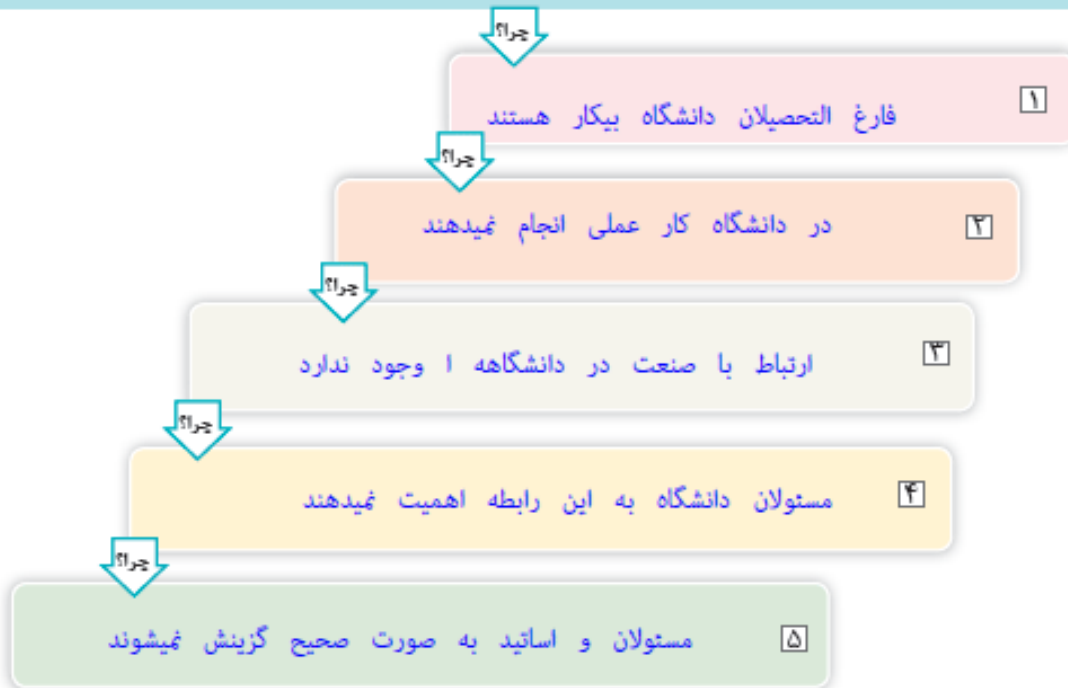 چرا؟
۱ فارغ التحصیلان دانشگاه بیکار هستند
چرا؟
۲ در دانشگاه کار عملی انجام نمیدهند
چرا؟
۳ ارتباط با صنعت در دانشگاهه ا وجود ندارد
چرا؟
۴ مسئولان دانشگاه به این رابطه اهمیت نمیدهند
چرا؟
۵ مسئولان و اساتید به صورت صحیح گزینش نمیشوند